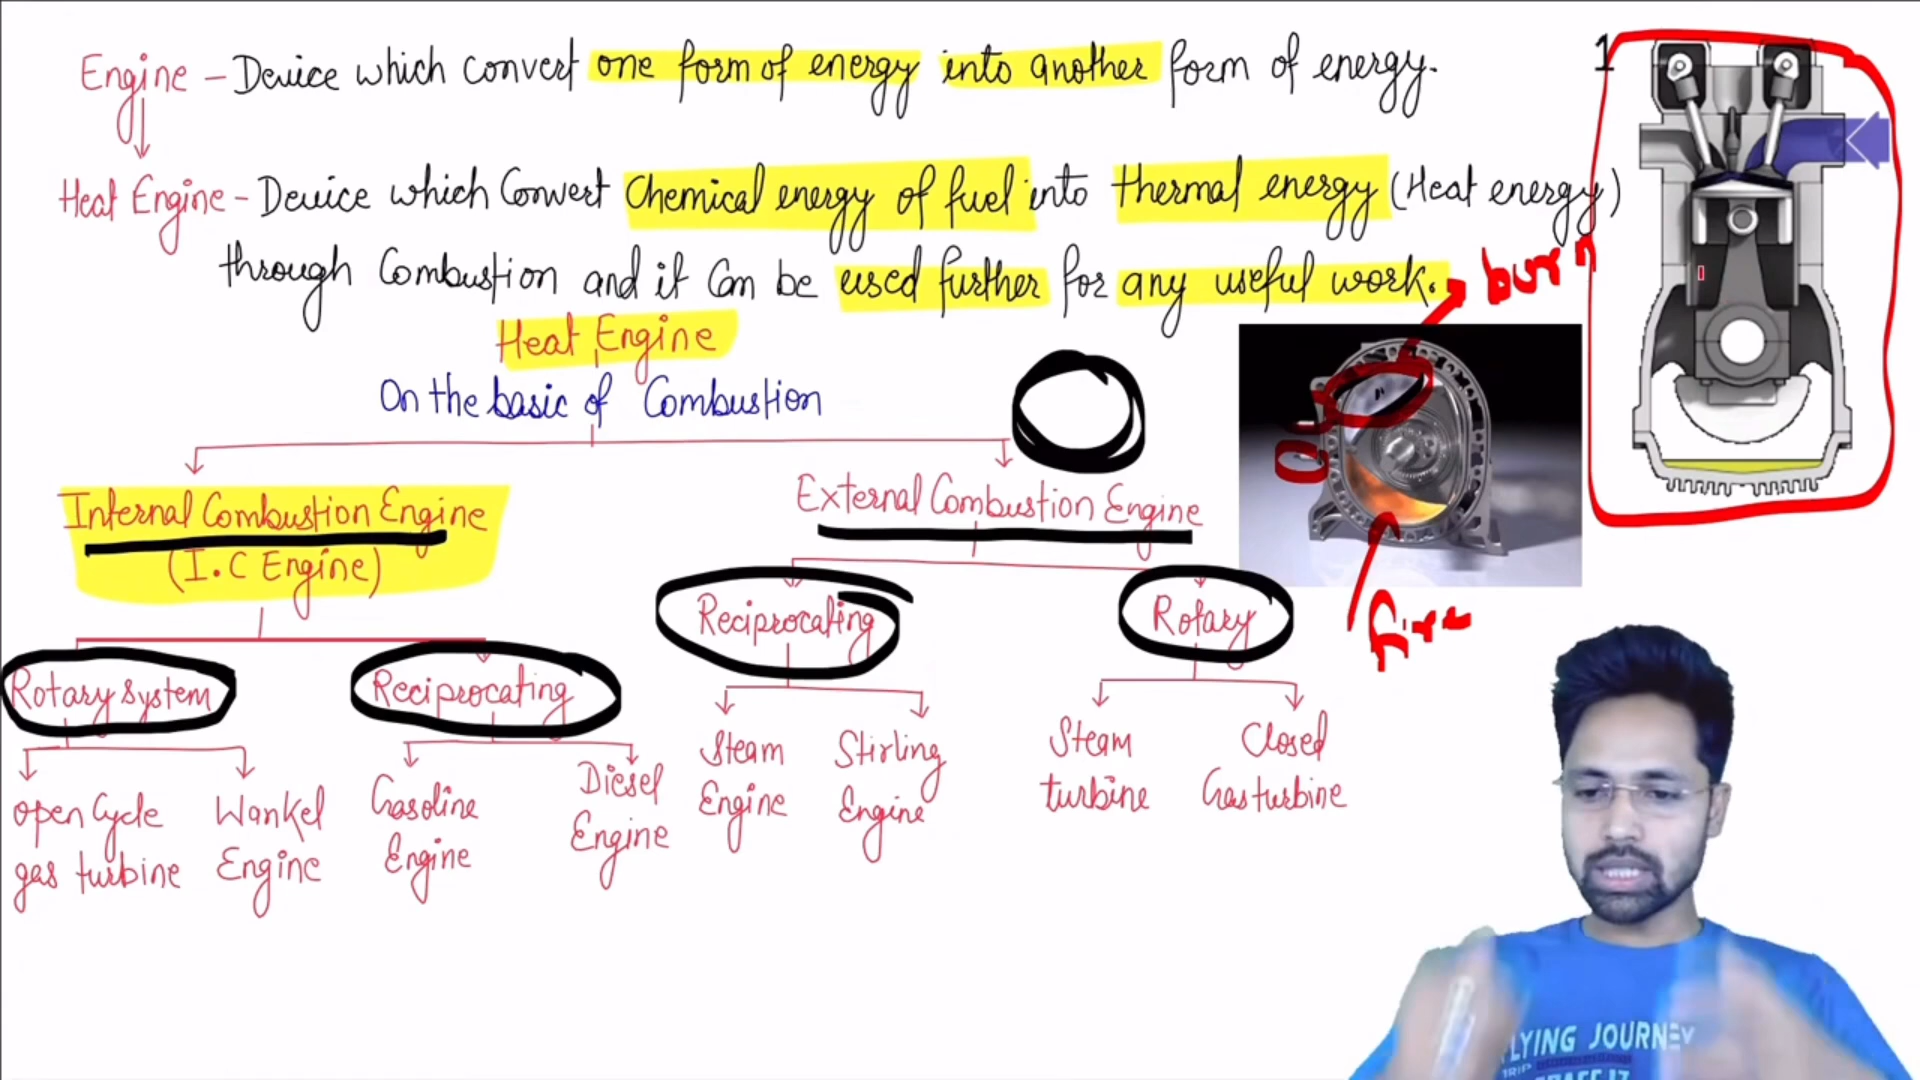 Engine - Device which convert one form of energy into another form of energy.
1
Heat Engine - Device which Convert Chemical energy of fuel into thermal energy (Heat energy)
through Combustion and it Can be used further for any useful work.
burn
Heat Engine
On the basic of Combustion
Internal Combustion Engine
(I.C Engine)
External Combustion Engine
Reciprocating
Rotary
fire
Rotary system
Reciprocating
Steam
Engine
Stirling
Engine
Steam
turbine
Closed
Gas turbine
Open Cycle
gas turbine
Wankel
Engine
Gasoline
Engine
Diesel
Engine
FLYING JOURNEY
TRIP